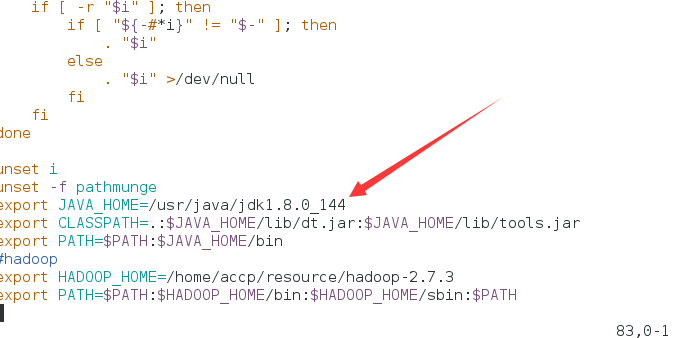 if [ -r "$i" ]; then
if [ "${-#*i}" != "$-" ]; then
. "$i"
else
. "$i" >/dev/null
fi
fi
done
unset i
unset -f pathmunge
export JAVA_HOME=/usr/java/jdk1.8.0_144
export CLASSPATH=.:$JAVA_HOME/lib/dt.jar:$JAVA_HOME/lib/tools.jar
export PATH=$PATH:$JAVA_HOME/bin
#hadoop
export HADOOP_HOME=/home/accp/resource/hadoop-2.7.3
export PATH=$PATH:$HADOOP_HOME/bin:$HADOOP_HOME/sbin:$PATH
83,0-1